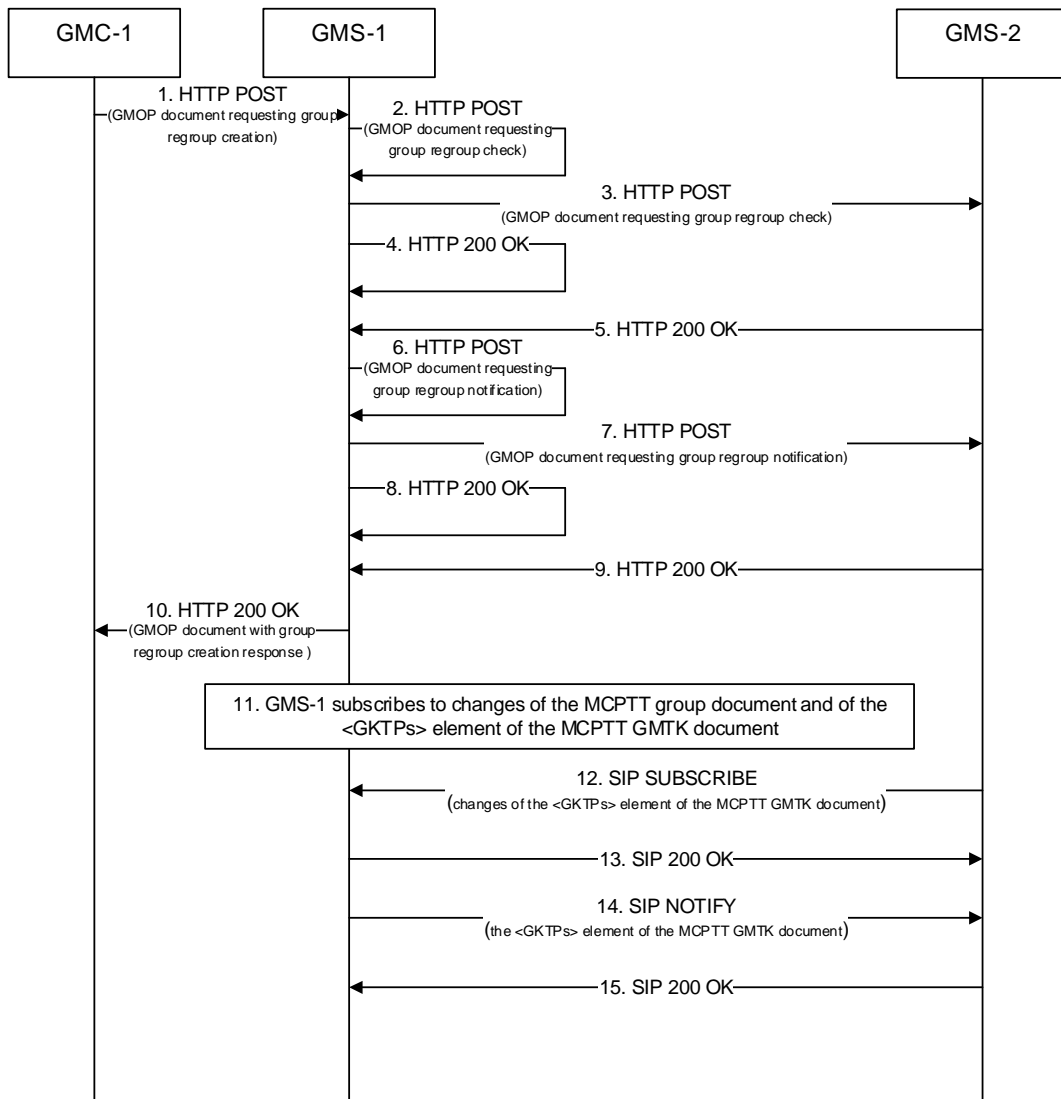 GMC-1
GMS-1
GMS-2
1. HTTP POST
(GMOP document requesting group
regroup creation)
2. HTTP POST
(GMOP document requesting
group regroup check)
3. HTTP POST
(GMOP document requesting group regroup check)
4. HTTP 200 OK
5. HTTP 200 OK
6. HTTP POST
(GMOP document requesting
group regroup notification)
7. HTTP POST
(GMOP document requesting group regroup notification)
8. HTTP 200 OK
9. HTTP 200 OK
10. HTTP 200 OK
(GMOP document with group
regroup creation response )
11. GMS-1 subscribes to changes of the MCPTT group document and of the
<GKTPs> element of the MCPTT GMTK document
12. SIP SUBSCRIBE
(changes of the <GKTPs> element of the MCPTT GMTK document)
13. SIP 200 OK
14. SIP NOTIFY
(the <GKTPs> element of the MCPTT GMTK document)
15. SIP 200 OK